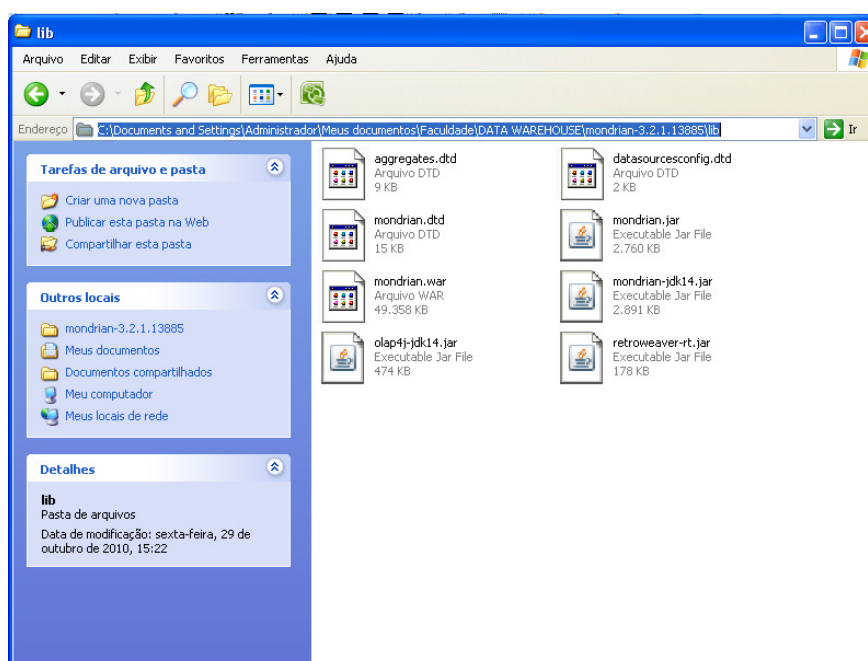 lib
Arquivo Editar Exibir Favoritos Ferramentas Ajuda
Endereço C:\Documents and Settings\Administrador\Meus documentos\Faculdade\DATA WAREHOUSE\mondrian-3.2.1.13885\lib Ir
Tarefas de arquivo e pasta
Criar uma nova pasta
Publicar esta pasta na Web
Compartilhar esta pasta
Outros locais
mondrian-3.2.1.13885
Meus documentos
Documentos compartilhados
Meu computador
Meus locais de rede
Detalhes
lib
Pasta de arquivos
Data de modificação: sexta-feira, 29 de
outubro de 2010, 15:22
aggregates.dtd
Arquivo DTD
9 KB
datasourcesconfig.dtd
Arquivo DTD
2 KB
mondrian.dtd
Arquivo DTD
15 KB
mondrian.jar
Executable Jar File
2.760 KB
mondrian.war
Arquivo WAR
49.358 KB
mondrian-jdk14.jar
Executable Jar File
2.891 KB
olap4j-jdk14.jar
Executable Jar File
474 KB
retroweaver-rt.jar
Executable Jar File
178 KB